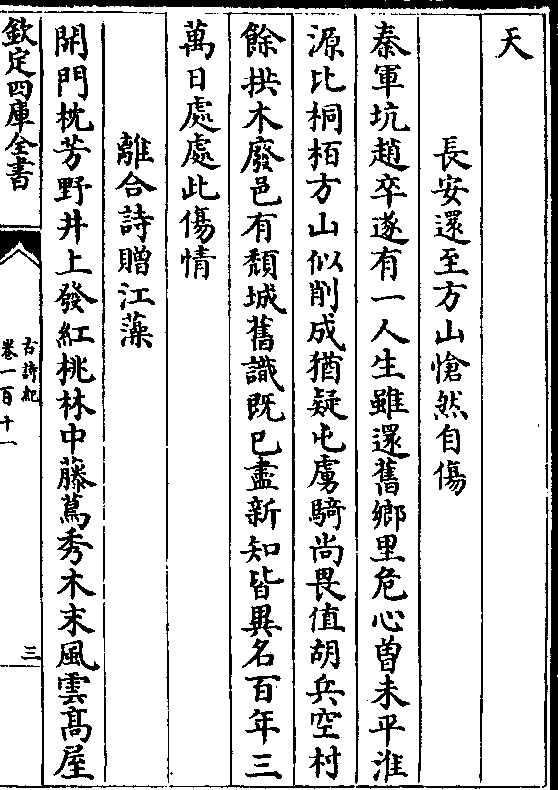 天
長安還至方山愴然自傷
秦軍坑趙卒遂有一人生雖還舊鄉里危心曽未平淮
源比桐栢方山似削成猶疑屯虜騎尚畏值胡兵空村
餘拱木廢邑有頽城舊識既已盡新知皆異名百年三
萬日處處此傷情
離合詩贈江藻
開門枕芳野井上發紅桃林中藤蔦秀木末風雲髙屋
欽定四庫全書
古詩紀
卷一百十一
三